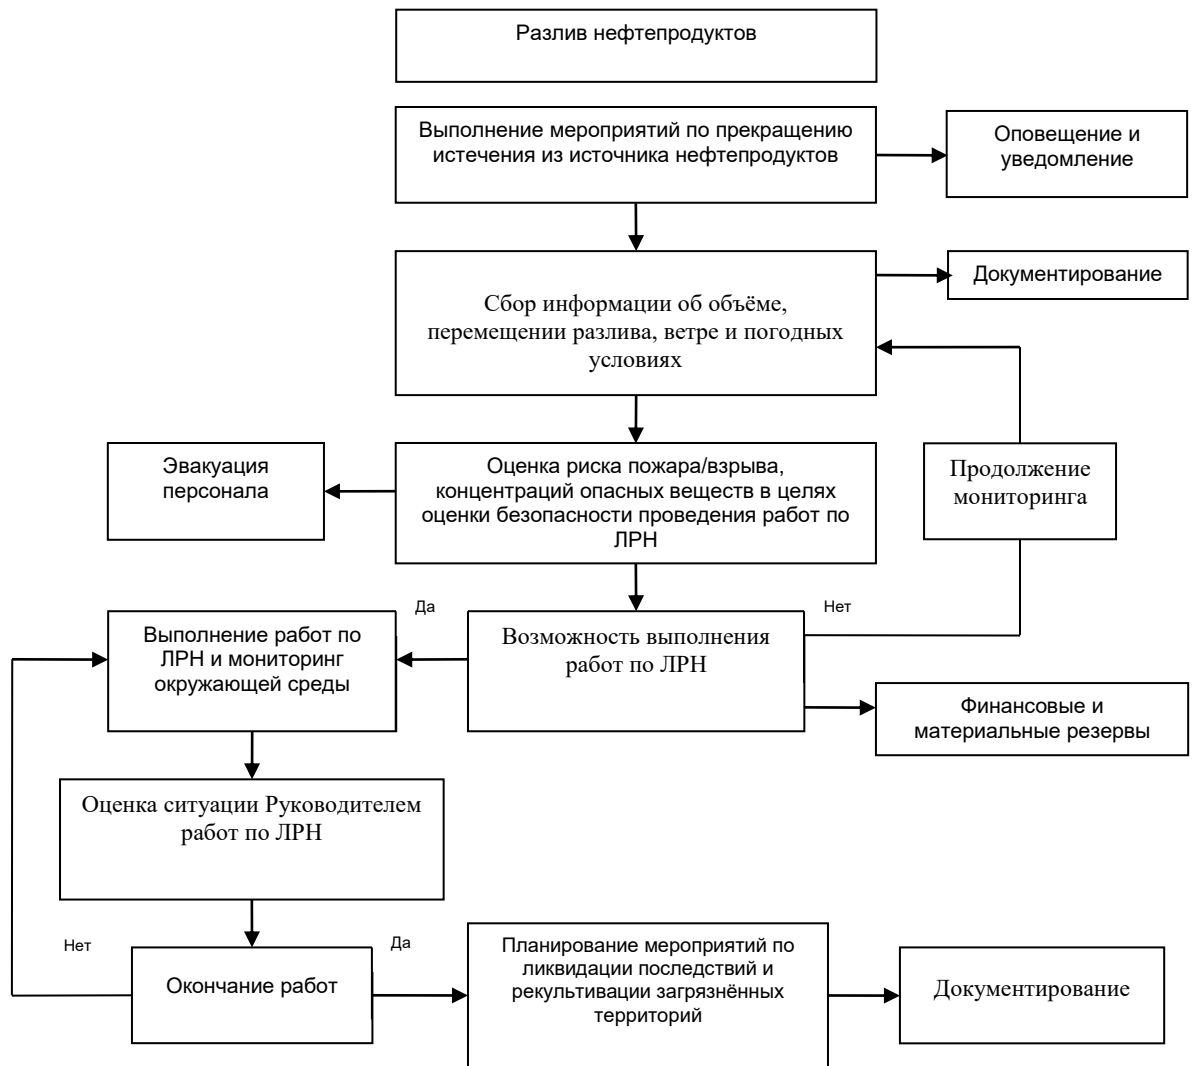 Разлив нефтепродуктов
Выполнение мероприятий по прекращению
истечения из источника нефтепродуктов
Оповещение и
уведомление
Сбор информации об объёме,
перемещении разлива, ветре и погодных
условиях
Документирование
Эвакуация
персонала
Оценка риска пожара/взрыва,
концентраций опасных веществ в целях
оценки безопасности проведения работ по
ЛРН
Продолжение
мониторинга
Да
Нет
Выполнение работ по
ЛРН и мониторинг
окружающей среды
Возможность выполнения
работ по ЛРН
Финансовые и
материальные резервы
Оценка ситуации Руководителем
работ по ЛРН
Нет
Да
Окончание работ
Планирование мероприятий по
ликвидации последствий и
рекультивации загрязнённых
территорий
Документирование